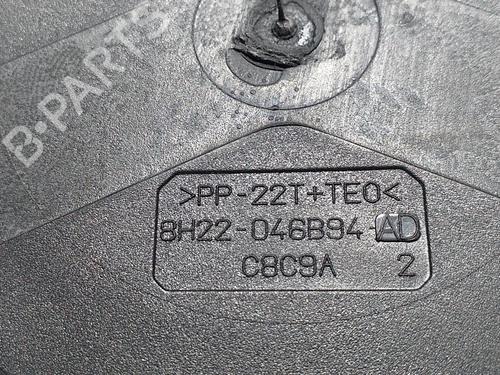 B-PARTS
>PP-22T+TEO<
8H22-046B94-AD
C8C9A 2